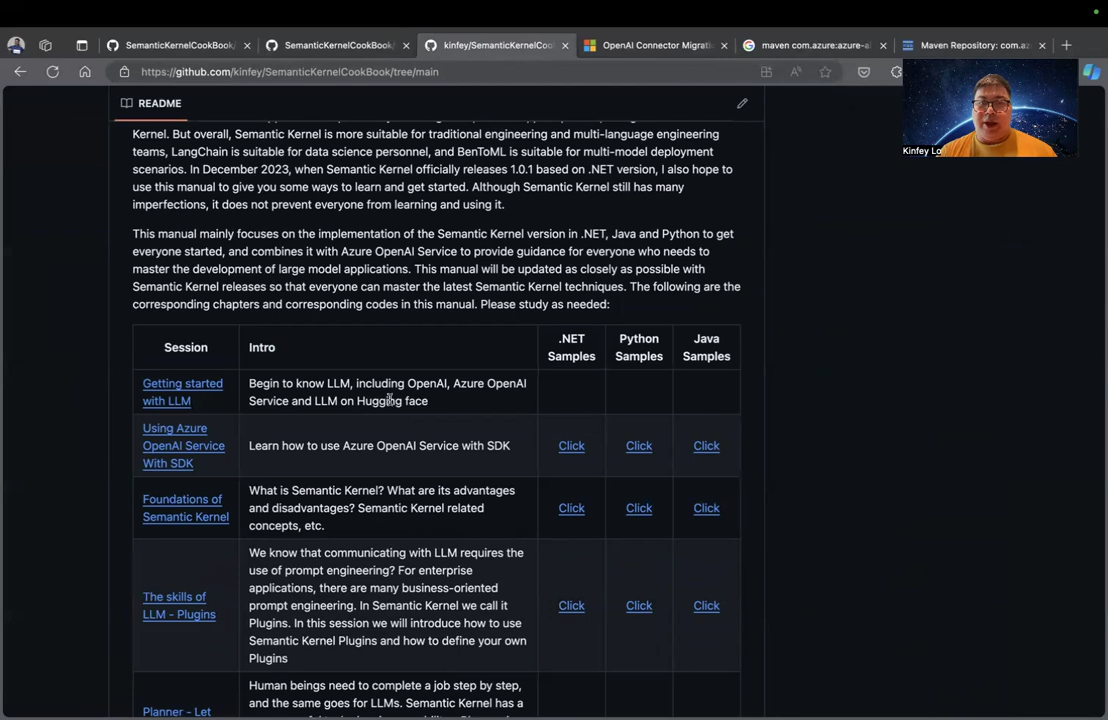 SemanticKernelCookBook/
SemanticKernelCookBook/
kinfey/SemanticKernelCoo
OpenAI Connector Migrati
maven com.azure:azure-a
Maven Repository: com.az
https://github.com/kinfey/SemanticKernelCookBook/tree/main
README
Kernel. But overall, Semantic Kernel is more suitable for traditional engineering and multi-language engineering
teams, LangChain is suitable for data science personnel, and BenToML is suitable for multi-model deployment
scenarios. In December 2023, when Semantic Kernel officially releases 1.0.1 based on .NET version, I also hope to
use this manual to give you some ways to learn and get started. Although Semantic Kernel still has many
imperfections, it does not prevent everyone from learning and using it.
This manual mainly focuses on the implementation of the Semantic Kernel version in .NET, Java and Python to get
everyone started, and combines it with Azure OpenAI Service to provide guidance for everyone who needs to
master the development of large model applications. This manual will be updated as closely as possible with
Semantic Kernel releases so that everyone can master the latest Semantic Kernel techniques. The following are the
corresponding chapters and corresponding codes in this manual. Please study as needed:
Session
Intro
.NET
Samples
Python
Samples
Java
Samples
Getting started
with LLM
Begin to know LLM, including OpenAI, Azure OpenAI
Service and LLM on Hugging face
Using Azure
OpenAI Service
With SDK
Learn how to use Azure OpenAI Service with SDK
Click
Click
Click
Foundations of
Semantic Kernel
What is Semantic Kernel? What are its advantages
and disadvantages? Semantic Kernel related
concepts, etc.
Click
Click
Click
The skills of
LLM - Plugins
We know that communicating with LLM requires the
use of prompt engineering? For enterprise
applications, there are many business-oriented
prompt engineering. In Semantic Kernel we call it
Plugins. In this session we will introduce how to use
Semantic Kernel Plugins and how to define your own
Plugins
Click
Click
Click
Planner - Let
Human beings need to complete a job step by step,
and the same goes for LLMs. Semantic Kernel has a
Kinfey Lo